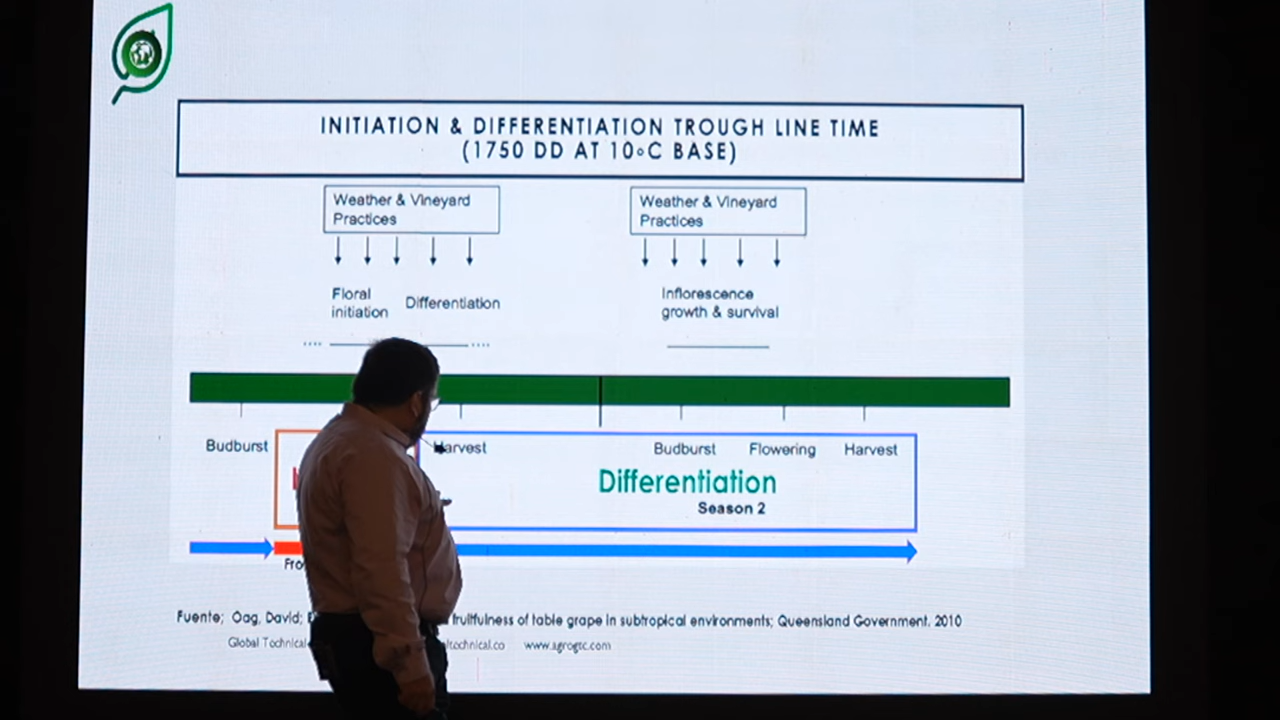 INITIATION & DIFFERENTIATION TROUGH LINE TIME
(1750 DD AT 10°C BASE)
Weather & Vineyard
Practices
Weather & Vineyard
Practices
Floral
initiation
Differentiation
Inflorescence
growth & survival
Budburst
Harvest
Budburst
Flowering
Harvest
Differentiation
Season 2
Fuente; Oag, David; fruitfulness of table grape in subtropical environments; Queensland Government. 2010
Global Technical www.agrogtc.com